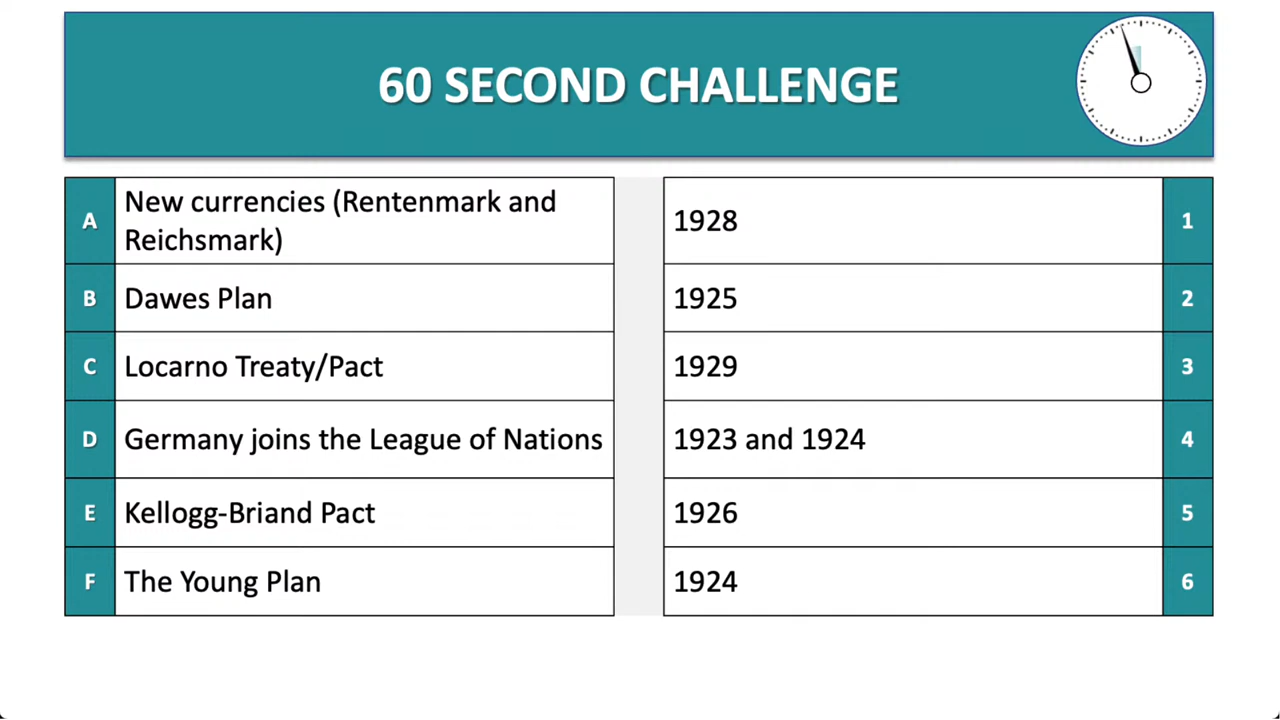 60 SECOND CHALLENGE
A
New currencies (Rentenmark and
Reichsmark)
1928
1
B
Dawes Plan
1925
2
C
Locarno Treaty/Pact
1929
3
D
Germany joins the League of Nations
1923 and 1924
4
E
Kellogg-Briand Pact
1926
5
F
The Young Plan
1924
6